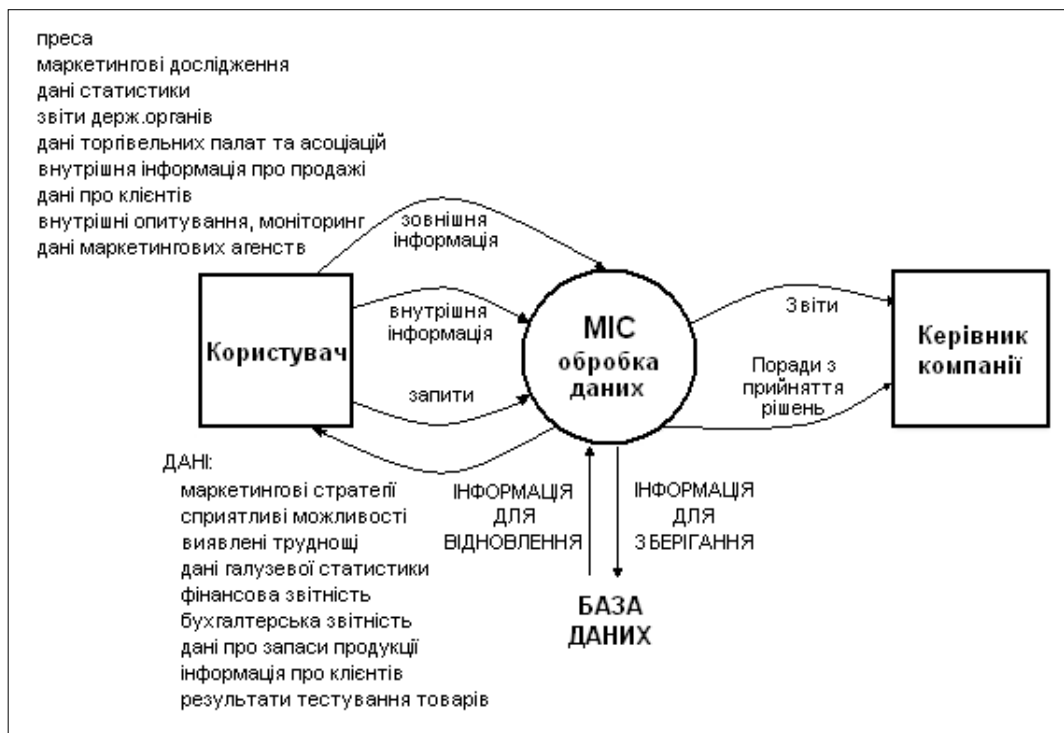 преса
маркетингові дослідження
дані статистики
звіти держ.органів
дані торгівельних палат та асоціацій
внутрішня інформація про продажі
дані про клієнтів
внутрішні опитування, моніторинг
дані маркетингових агенств
зовнішня
інформація
внутрішня
інформація
запити
Користувач
МІС
обробка
даних
Звіти
Поради з
прийняття
рішень
Керівник
компанії
ДАНІ:
маркетингові стратегії
сприятливі можливості
виявлені труднощі
дані галузевої статистики
фінансова звітність
бухгалтерська звітність
дані про запаси продукції
інформація про клієнтів
результати тестування товарів
ІНФОРМАЦІЯ
ДЛЯ
ВІДНОВЛЕННЯ
ІНФОРМАЦІЯ
ДЛЯ
ЗБЕРІГАННЯ
БАЗА
ДАНИХ